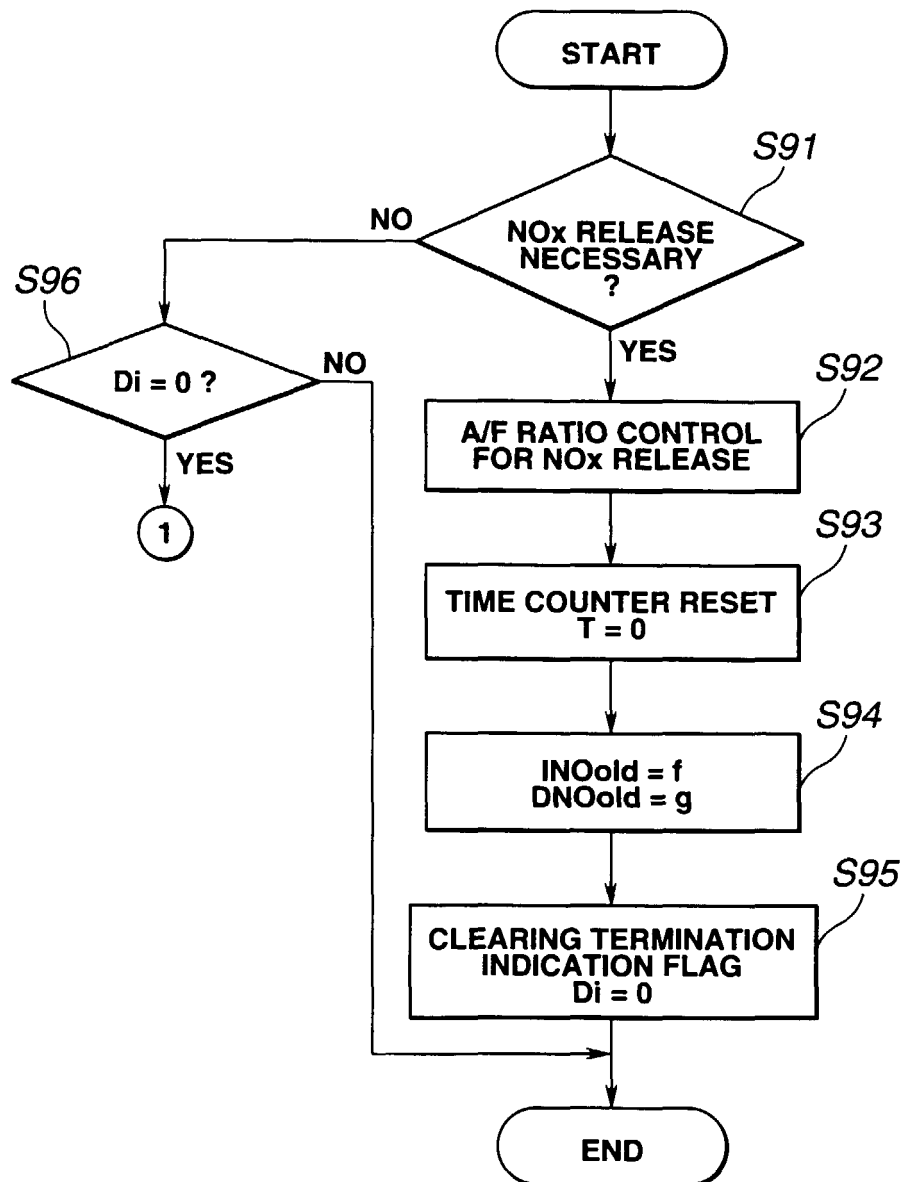 START
S91
NO
NOx RELEASE
NECESSARY
?
S96
YES
Di = 0 ?
NO
S92
A/F RATIO CONTROL
FOR NOx RELEASE
YES
1
S93
TIME COUNTER RESET
T = 0
S94
INOold = f
DNOold = g
S95
CLEARING TERMINATION
INDICATION FLAG
Di = 0
END